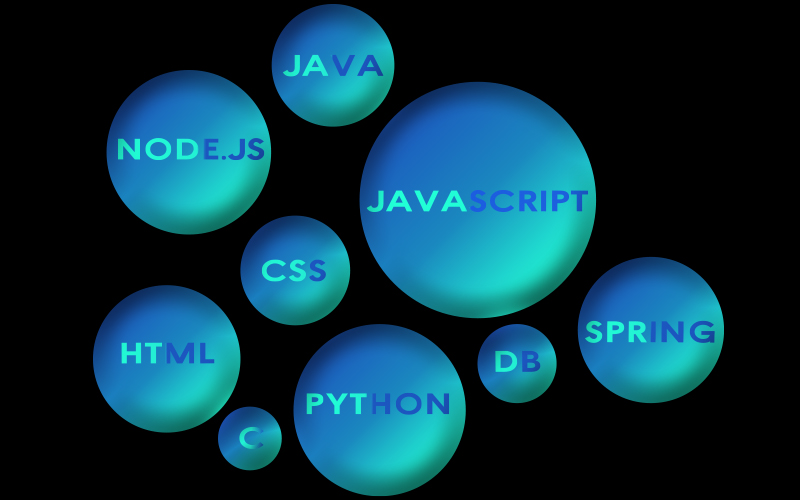 JAVA
NODE.JS
JAVASCRIPT
CSS
SPRING
HTML
DB
PYTHON
C